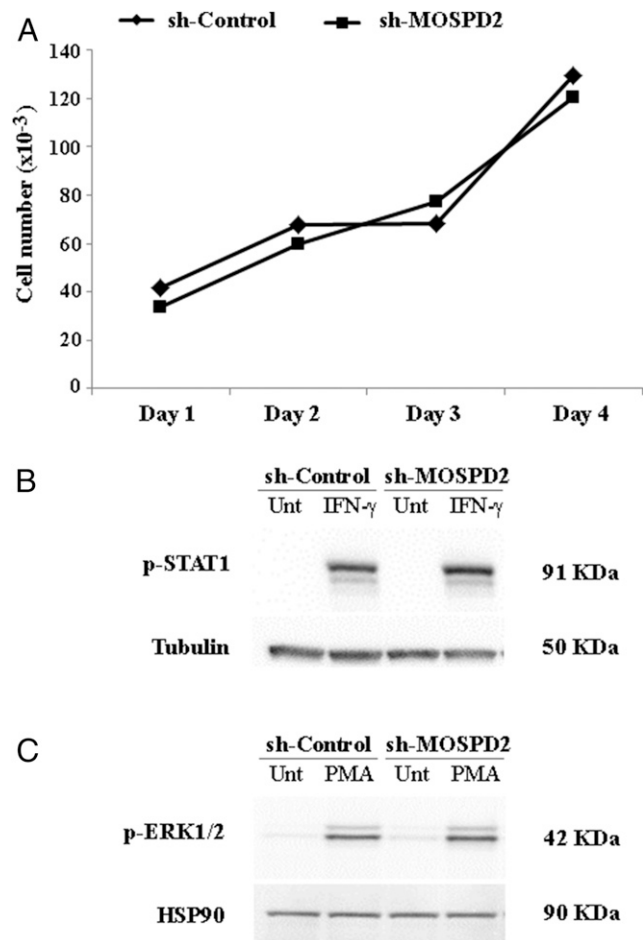 A
sh-Control sh-MOSPD2
Cell number (x10-3)
140
120
100
80
60
40
20
0
Day 1 Day 2 Day 3 Day 4
B
sh-Control sh-MOSPD2
Unt IFN-γ Unt IFN-γ
p-STAT1 91 KDa
Tubulin 50 KDa
C
sh-Control sh-MOSPD2
Unt PMA Unt PMA
p-ERK1/2 42 KDa
HSP90 90 KDa